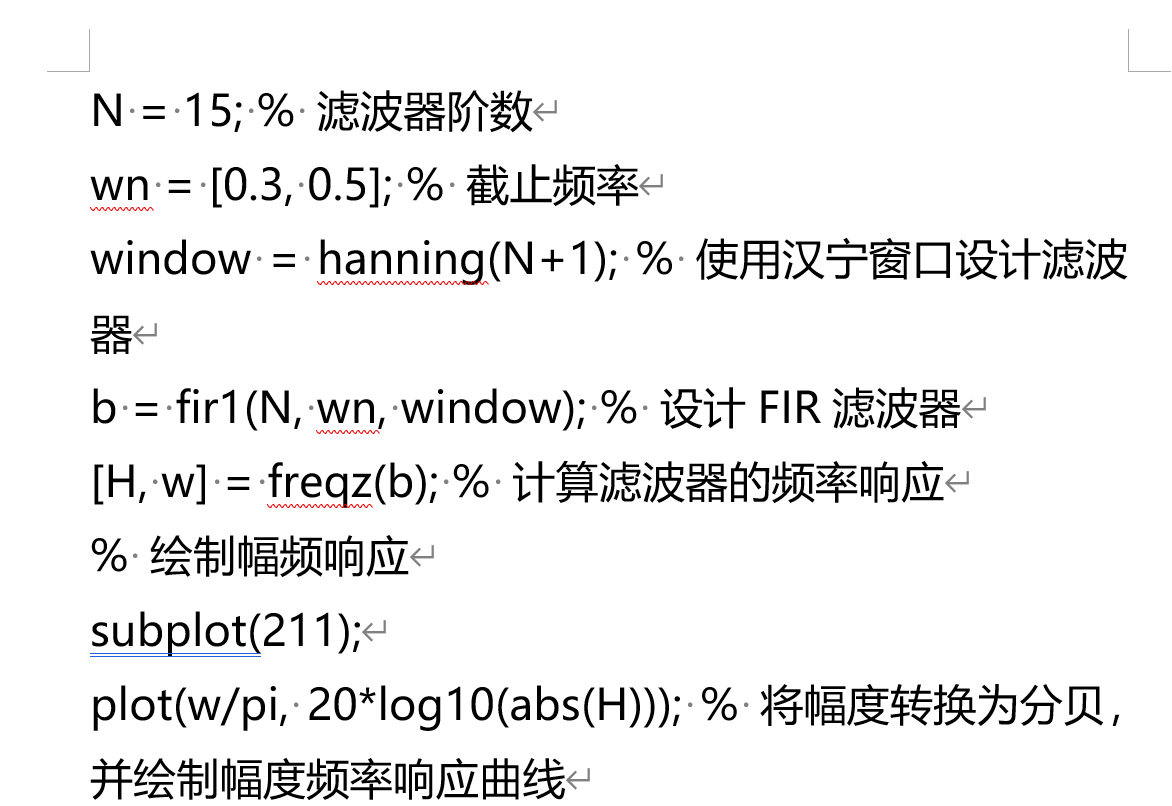 N = 15; % 滤波器阶数
wn = [0.3, 0.5]; % 截止频率
window = hanning(N+1); % 使用汉宁窗口设计滤波
器
b = fir1(N, wn, window); % 设计 FIR 滤波器
[H, w] = freqz(b); % 计算滤波器的频率响应
% 绘制幅频响应
subplot(211);
plot(w/pi, 20*log10(abs(H))); % 将幅度转换为分贝，
并绘制幅度频率响应曲线